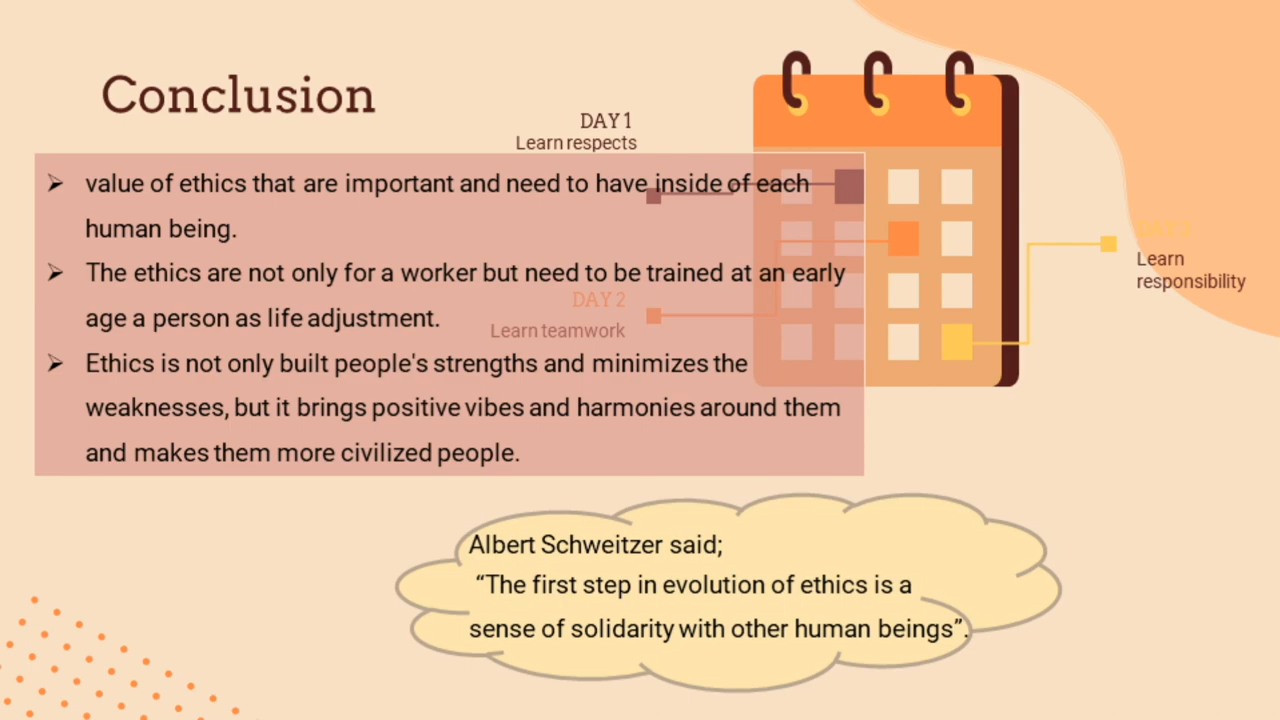 Conclusion
DAY 1
Learn respects
➢ value of ethics that are important and need to have inside of each
human being.
➢ The ethics are not only for a worker but need to be trained at an early
age a person as life adjustment.
➢ Ethics is not only built people's strengths and minimizes the
weaknesses, but it brings positive vibes and harmonies around them
and makes them more civilized people.
DAY 2
Learn teamwork
DAY 3
Learn
responsibility
Albert Schweitzer said;
“The first step in evolution of ethics is a
sense of solidarity with other human beings”.